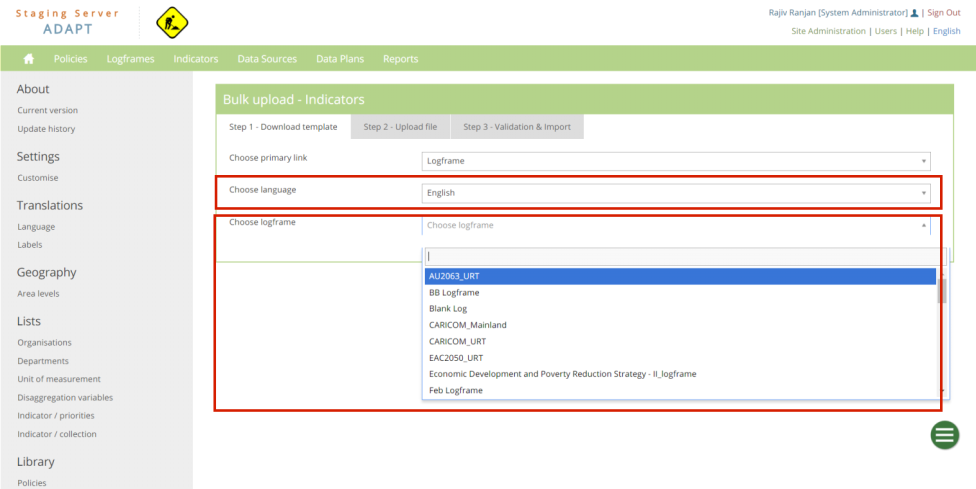 Staging Server
ADAPT
Rajiv Ranjan [System Administrator] | Sign Out
Site Administration | Users | Help | English
Policies Logframes Indicators Data Sources Data Plans Reports
About
Current version
Update history
Settings
Customise
Translations
Language
Labels
Geography
Area levels
Lists
Organisations
Departments
Unit of measurement
Disaggregation variables
Indicator / priorities
Indicator / collection
Library
Policies
Bulk upload - Indicators
Step 1 - Download template Step 2 - Upload file Step 3 - Validation & Import
Choose primary link Logframe
Choose language English
Choose logframe Choose logframe
AU2063_URT
BB Logframe
Blank Log
CARICOM_Mainland
CARICOM_URT
EAC2050_URT
Economic Development and Poverty Reduction Strategy - II_logframe
Feb Logframe